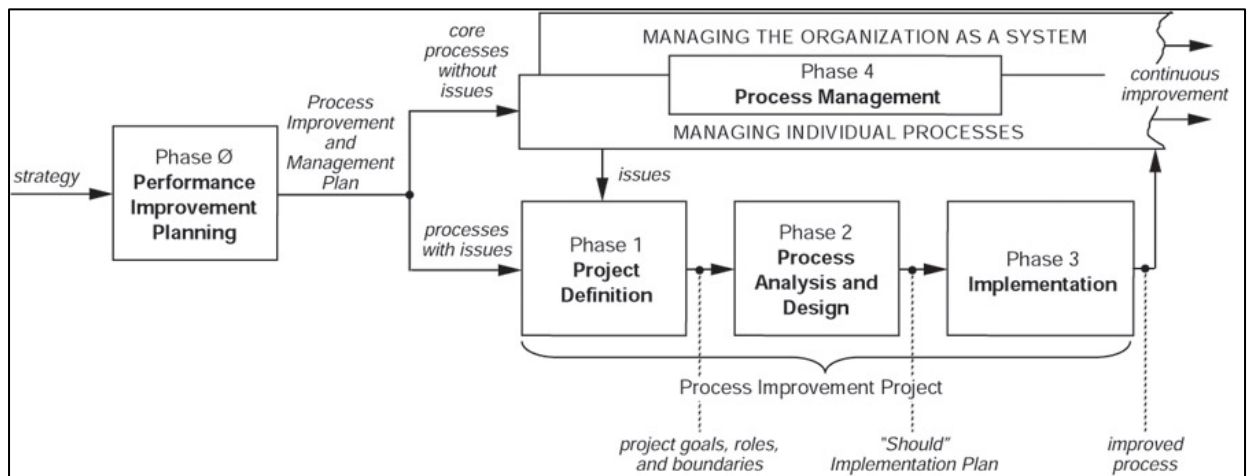 MANAGING THE ORGANIZATION AS A SYSTEM
core
processes
without
issues
Phase 4
Process Management
continuous
improvement
MANAGING INDIVIDUAL PROCESSES
Process
Improvement
and
Management
Plan
strategy
Phase Ø
Performance
Improvement
Planning
issues
processes
with issues
Phase 1
Project
Definition
Phase 2
Process
Analysis and
Design
Phase 3
Implementation
Process Improvement Project
project goals, roles,
and boundaries
"Should"
Implementation Plan
improved
process